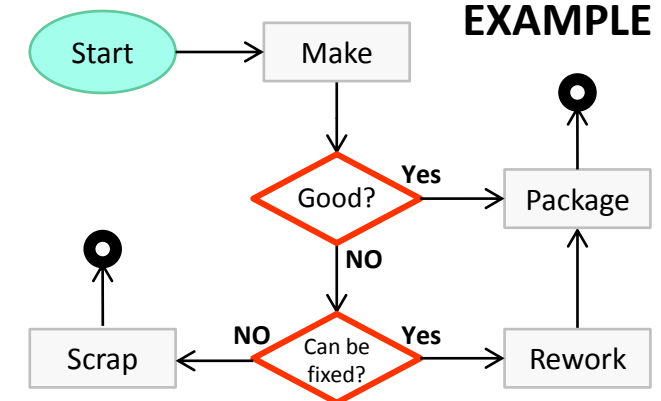 EXAMPLE
Start
Make
Good?
Yes
Package
NO
NO
Can be
fixed?
Yes
Scrap
Rework